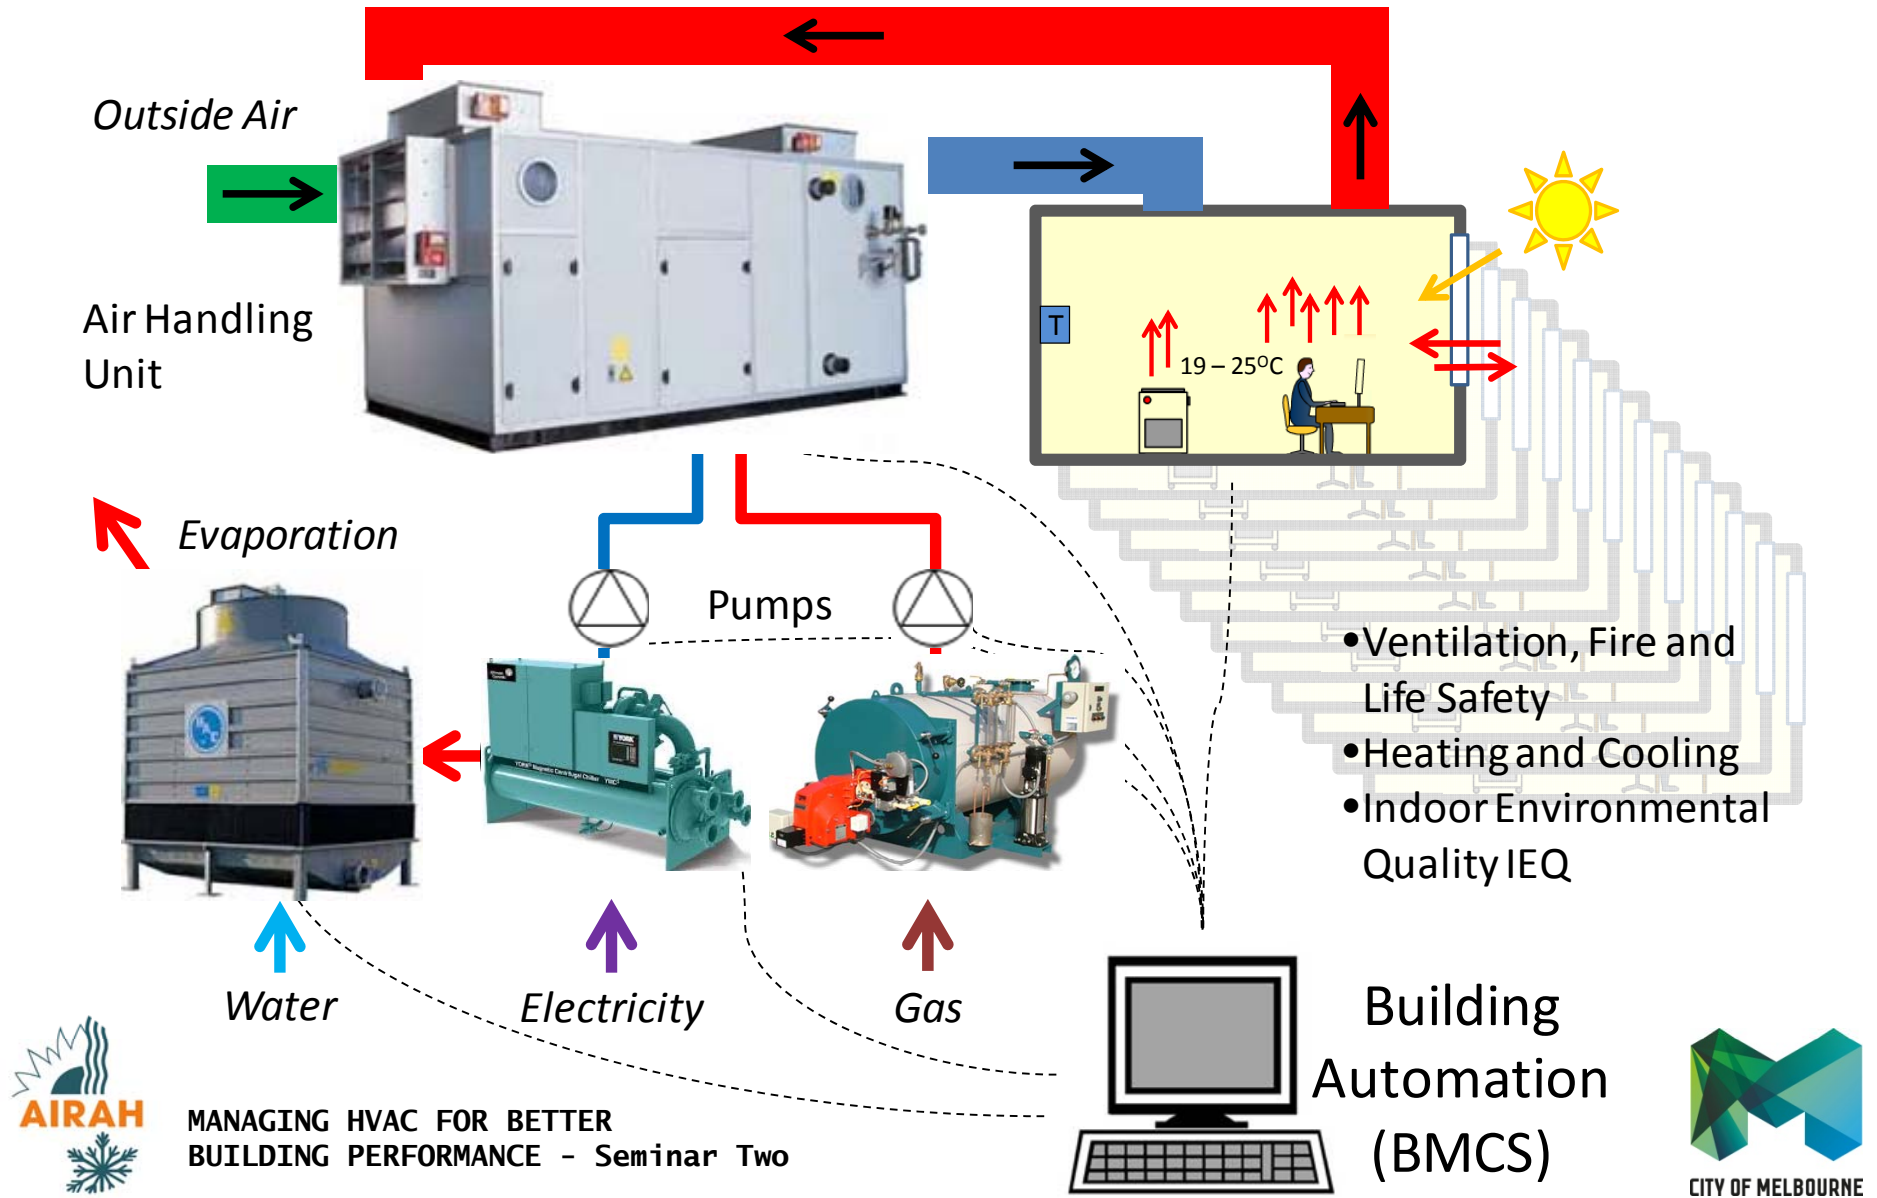 Outside Air
Air Handling
Unit
T
19 – 25⁰C
Evaporation
Pumps
•Ventilation, Fire and
Life Safety
•Heating and Cooling
•Indoor Environmental
Quality IEQ
YORK
Water
Electricity
Gas
Building
Automation
(BMCS)
AIRAH
MANAGING HVAC FOR BETTER
BUILDING PERFORMANCE - Seminar Two
CITY OF MELBOURNE